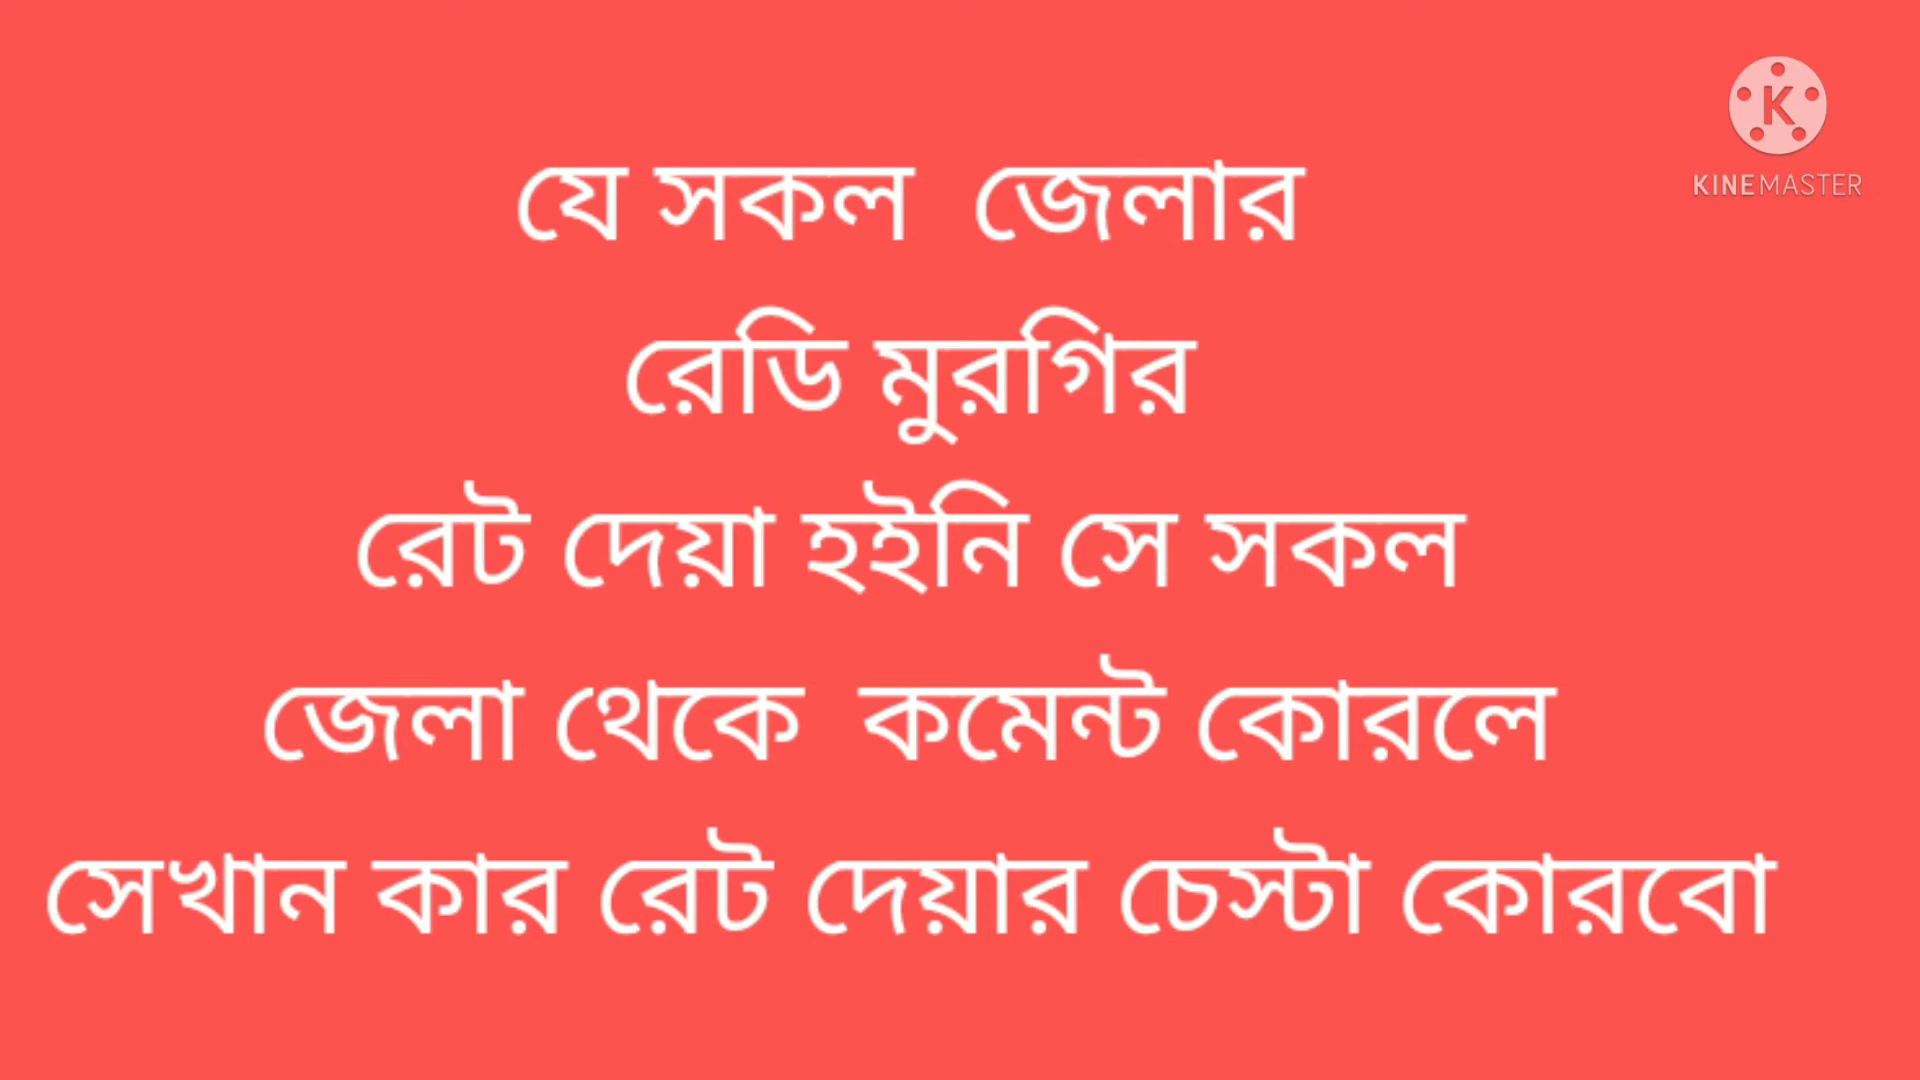 KINEMASTER
যে সকল জেলার
রেডি মুরগির
রেট দেয়া হইনি সে সকল
জেলা থেকে কমেন্ট কোরলে
সেখান কার রেট দেয়ার চেস্টা কোরবো